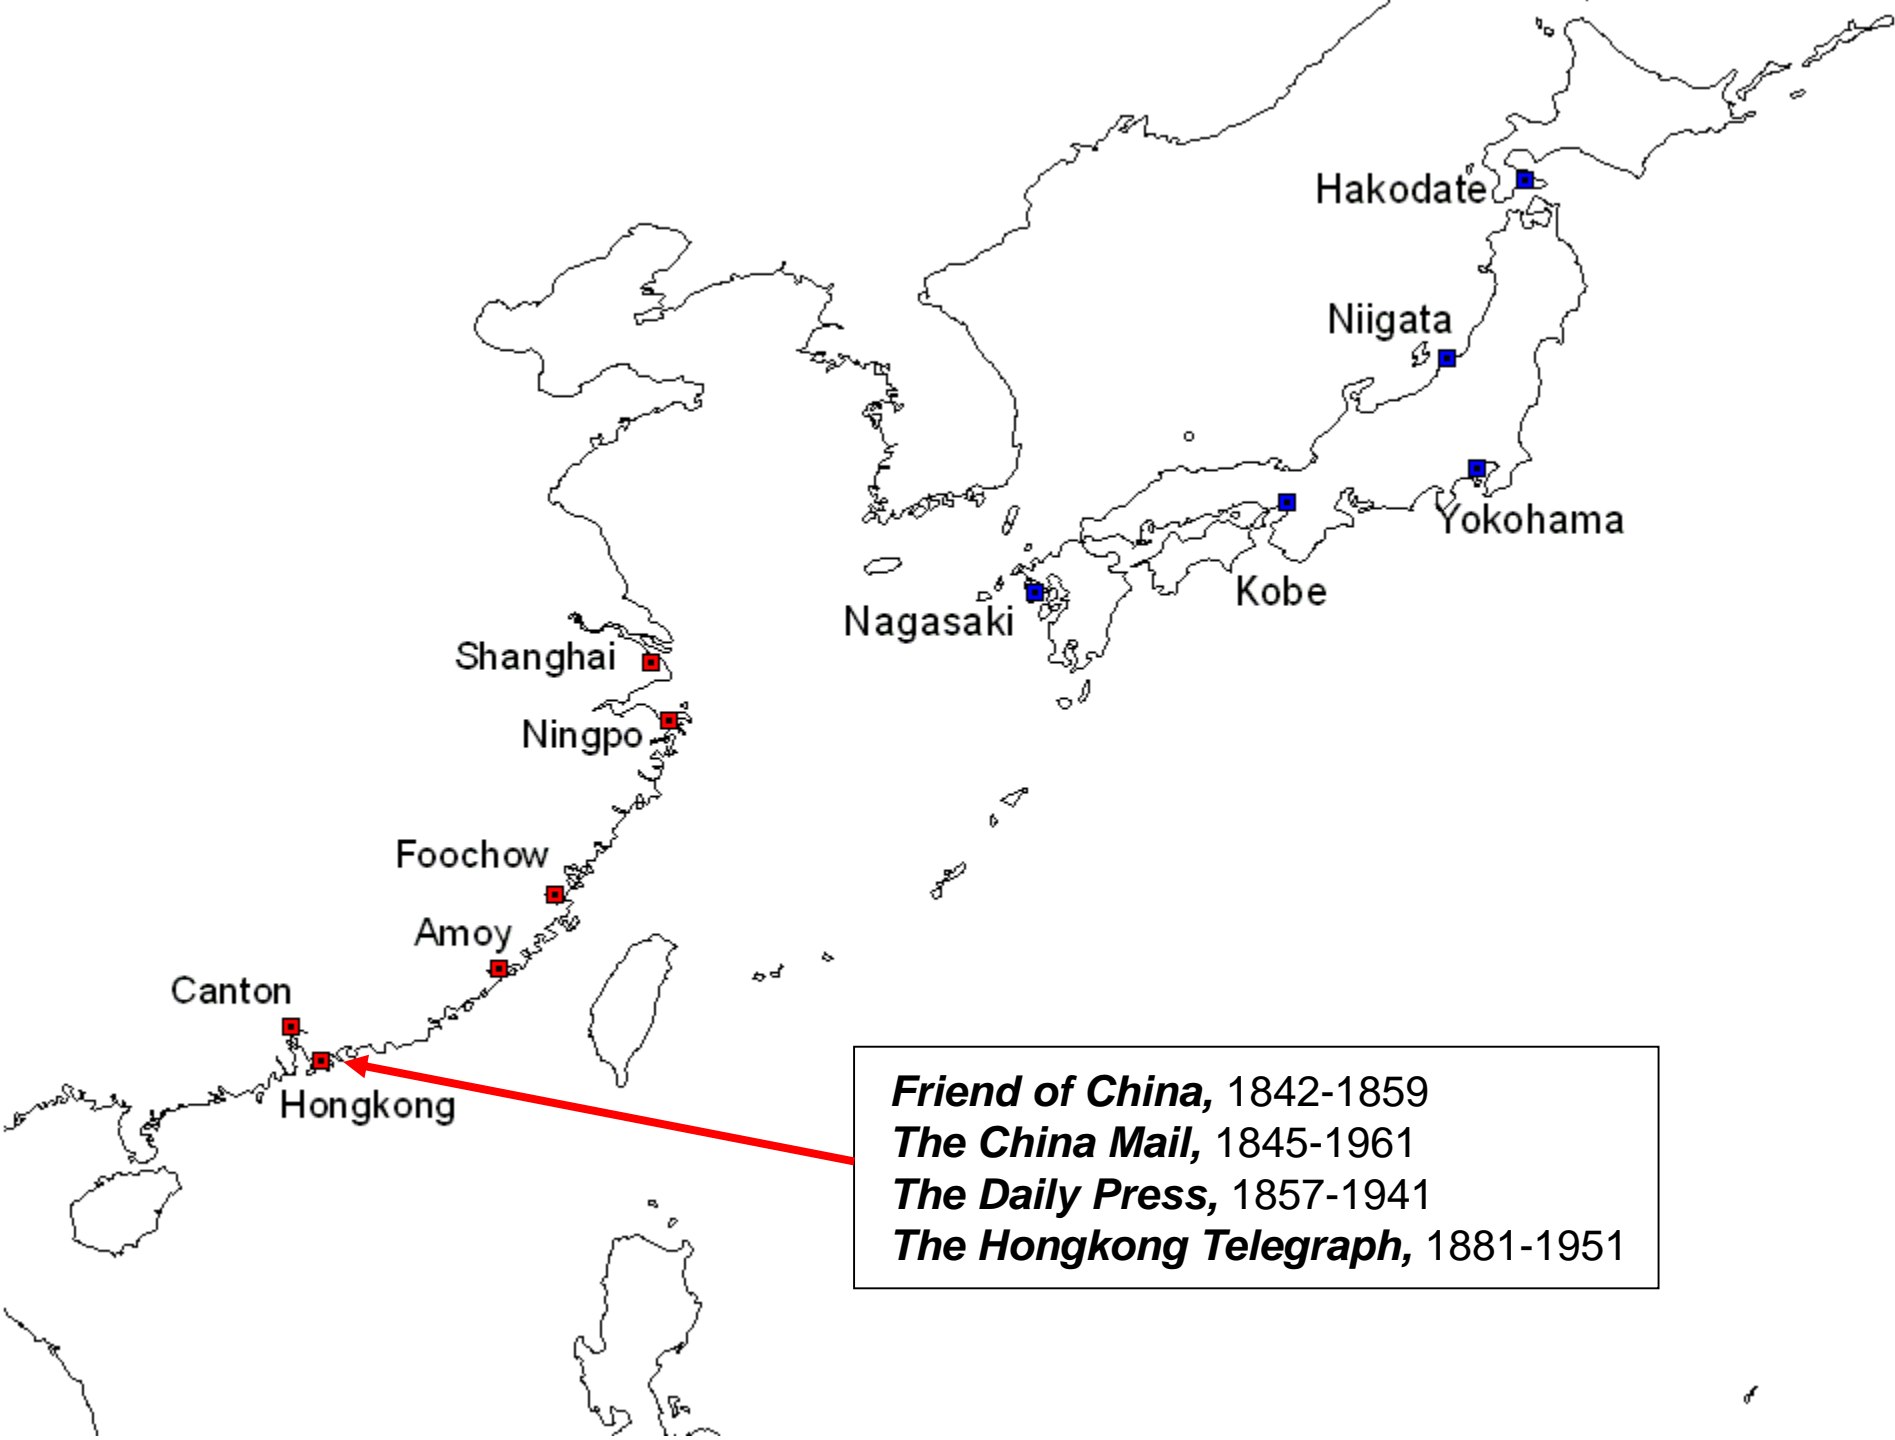 Hakodate
Niigata
Yokohama
Kobe
Nagasaki
Shanghai
Ningpo
Foochow
Amoy
Canton
Hongkong
Friend of China, 1842-1859
The China Mail, 1845-1961
The Daily Press, 1857-1941
The Hongkong Telegraph, 1881-1951